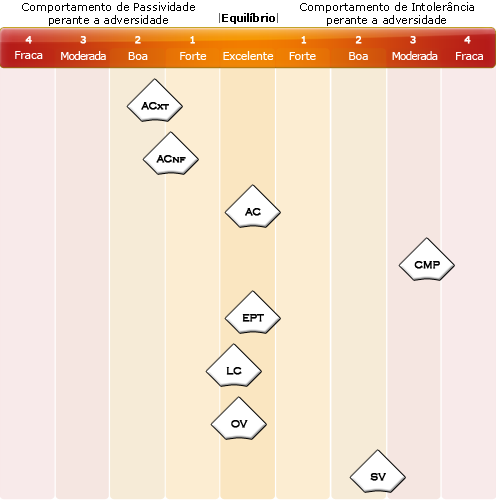 Comportamento de Passividade
perante a adversidade
|Equilíbrio|
Comportamento de Intolerância
perante a adversidade
4 3 2 1 1 2 3 4
Fraca Moderada Boa Forte Excelente Forte Boa Moderada Fraca
ACXT
ACNF
AC
CMP
EPT
LC
OV
SV